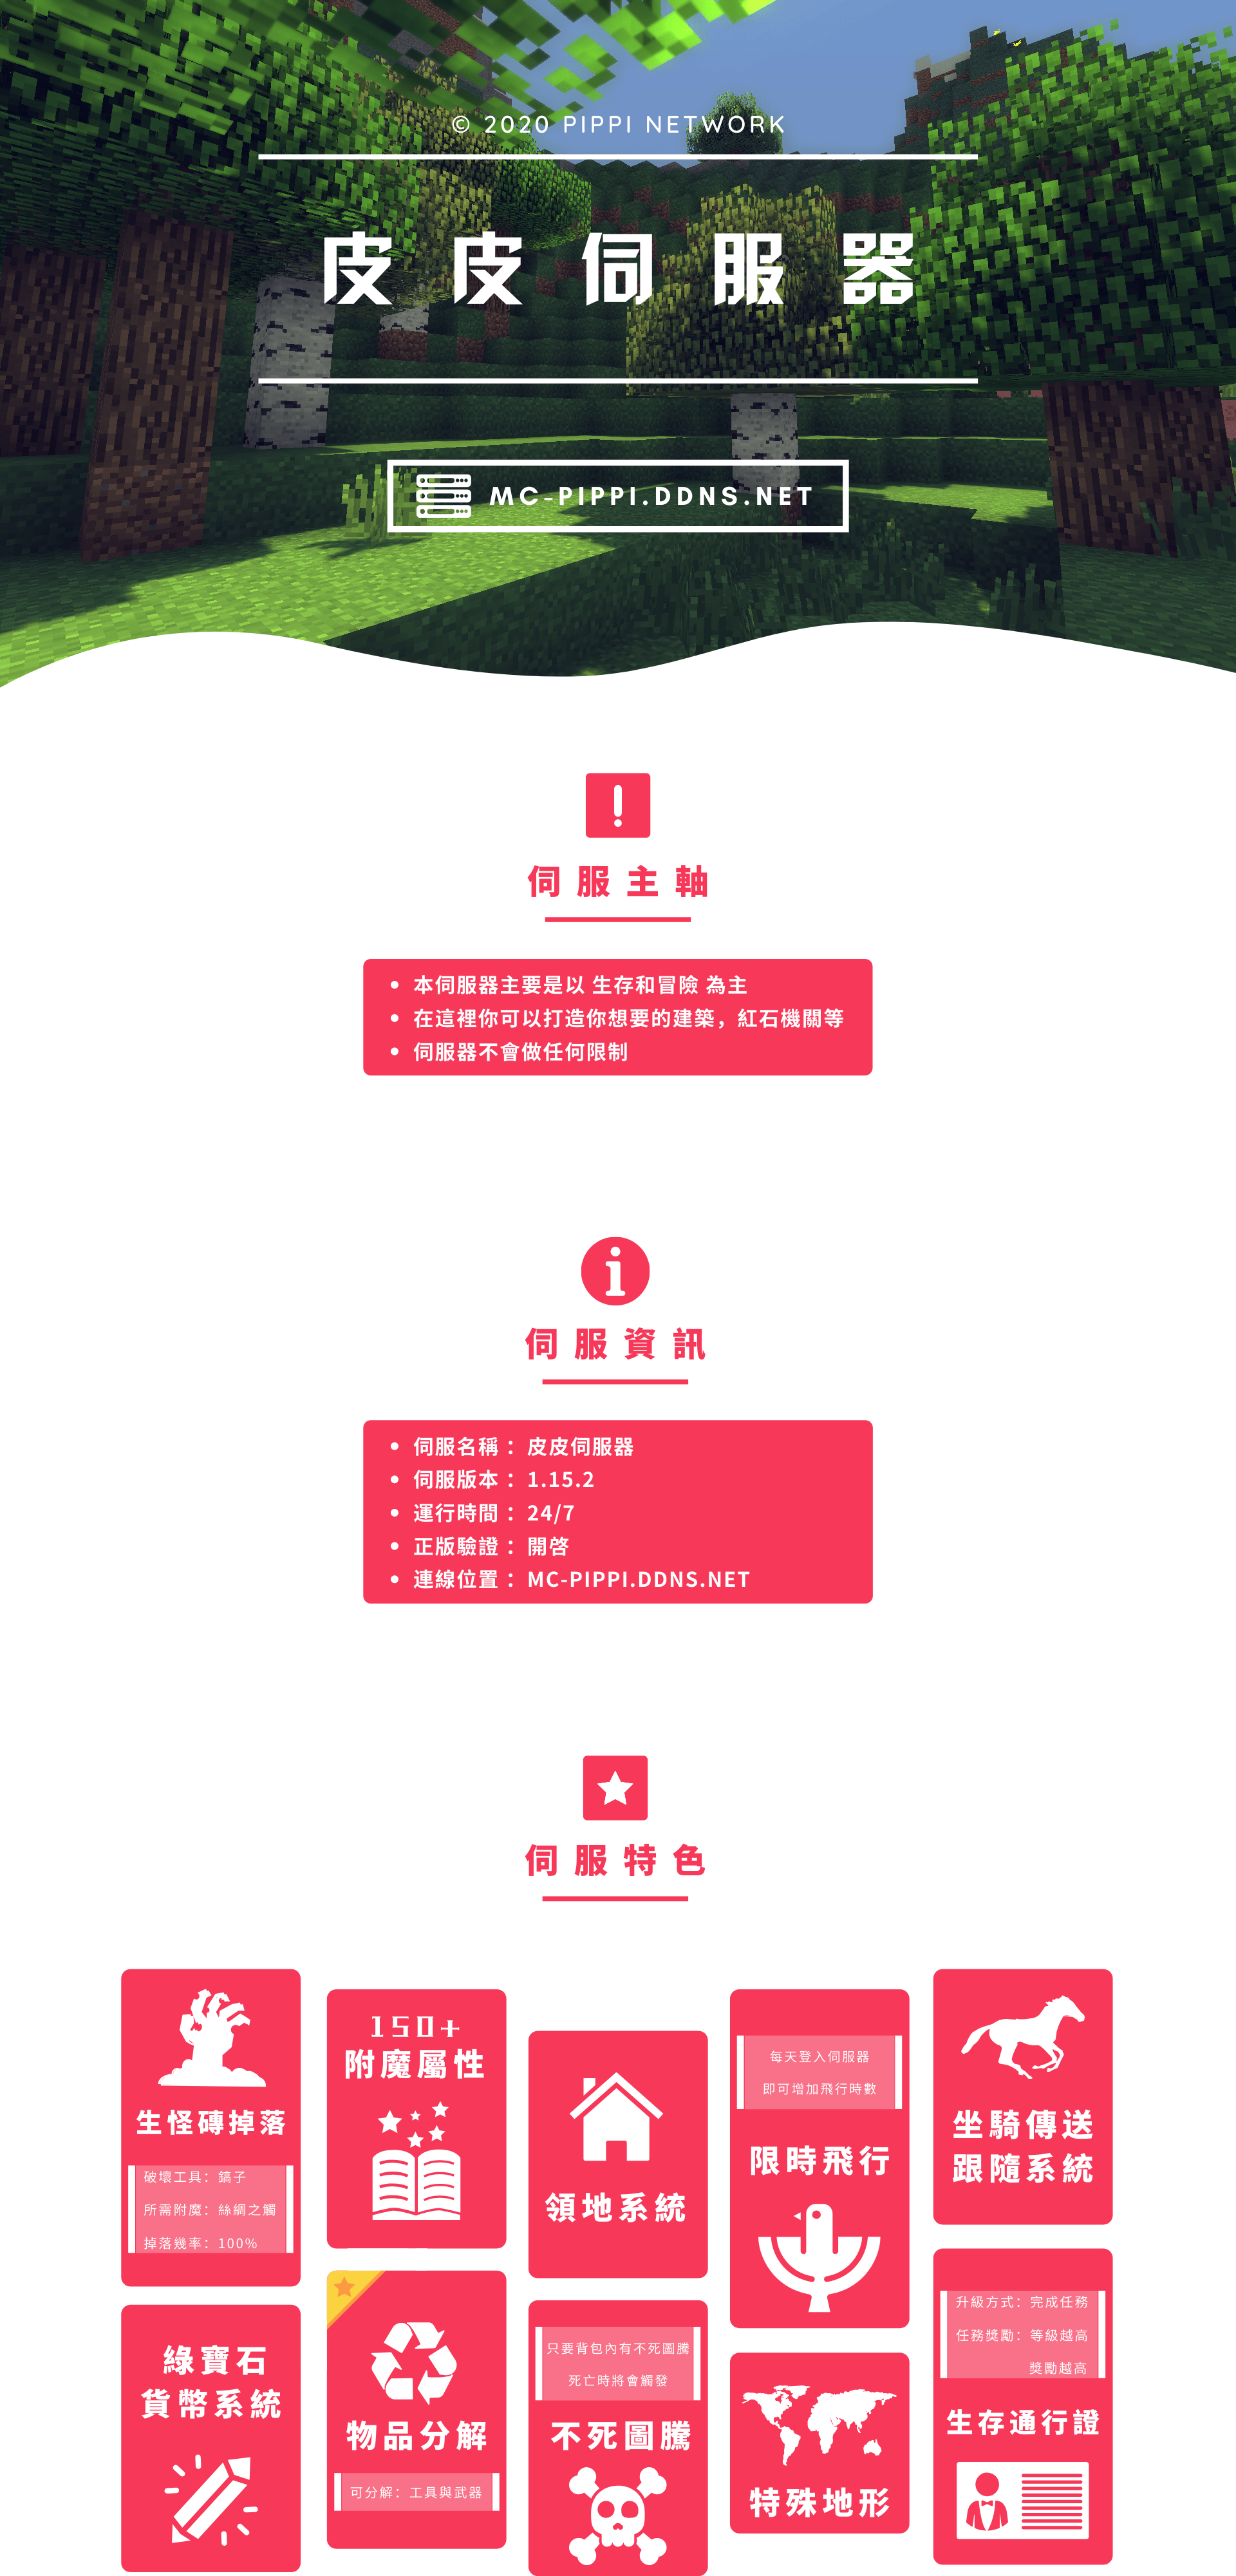 © 2020 PIPPI NETWORK
皮皮伺服器
MC-PIPPI.DDNS.NET
伺服主軸
• 本伺服器主要是以 生存和冒險 為主
• 在這裡你可以打造你想要的建築，紅石機關等
• 伺服器不會做任何限制
伺服資訊
• 伺服名稱： 皮皮伺服器
• 伺服版本： 1.15.2
• 運行時間： 24/7
• 正版驗證： 開啓
• 連線位置： MC-PIPPI.DDNS.NET
伺服特色
生怪磚掉落
破壞工具：鎬子
所需附魔：絲綢之觸
掉落幾率：100%
150+
附魔屬性
領地系統
每天登入伺服器
即可增加飛行時數
限時飛行
坐騎傳送
跟隨系統
綠寶石
貨幣系統
物品分解
可分解：工具與武器
只要背包內有不死圖騰
死亡時將會觸發
不死圖騰
特殊地形
升級方式：完成任務
任務獎勵：等級越高
獎勵越高
生存通行證